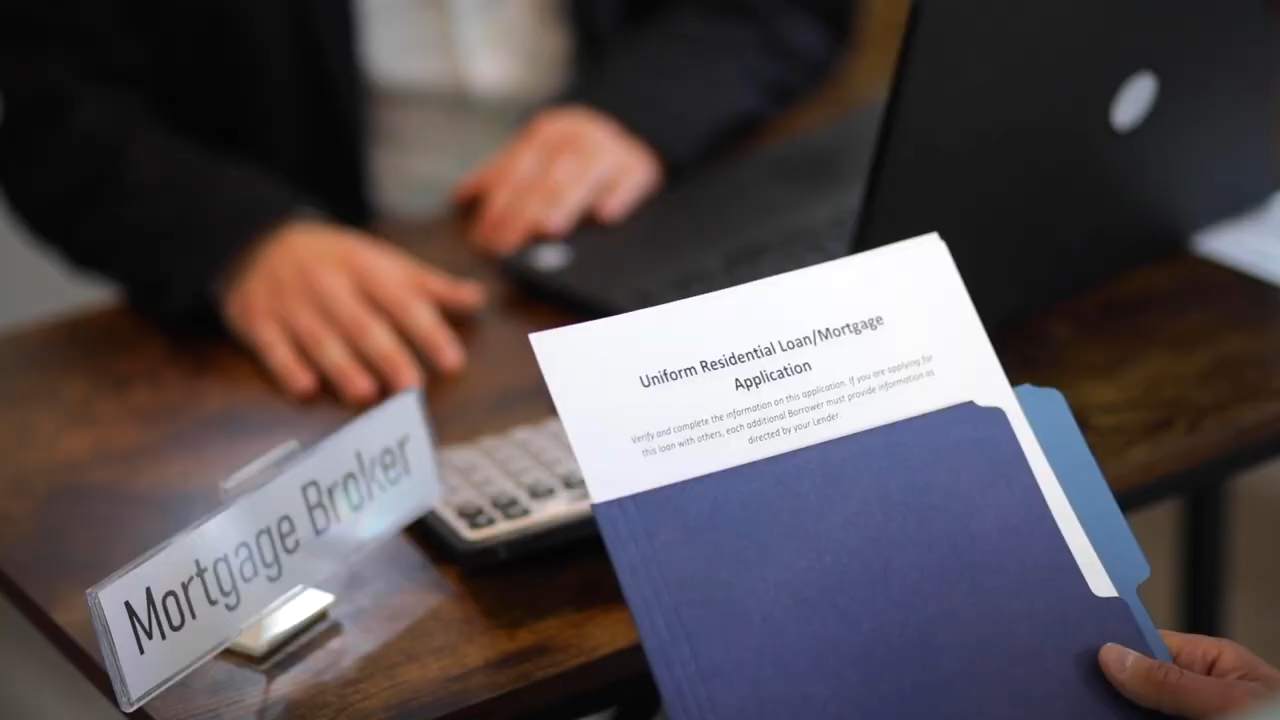 Uniform Residential Loan/Mortgage
Application
Verify and complete the information on this application. If you are applying for
this loan with others, each additional Borrower must provide information as
directed by your Lender.
Mortgage Broker